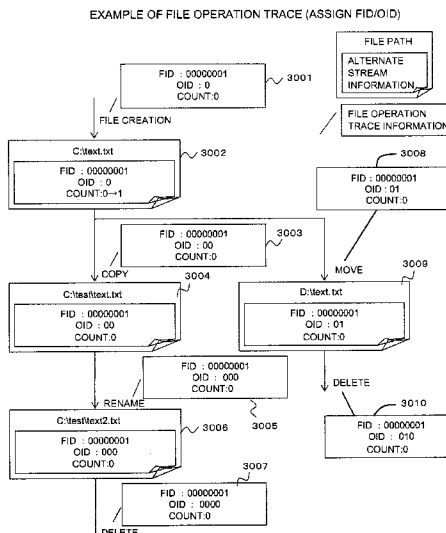 EXAMPLE OF FILE OPERATION TRACE (ASSIGN FID/OID)
FILE PATH
ALTERNATE
STREAM
INFORMATION
FILE OPERATION
TRACE INFORMATION
FID : 00000001
OID : 0
COUNT:0
3001
FILE CREATION
C:\text.txt
FID : 00000001
OID : 0
COUNT:0→1
3002
3008
FID : 00000001
OID : 01
COUNT:0
FID : 00000001
OID : 00
COUNT:0
3003
COPY
MOVE
3004
C:\test\text.txt
FID : 00000001
OID : 00
COUNT:0
3009
D:\text.txt
FID : 00000001
OID : 01
COUNT:0
FID : 00000001
OID : 000
COUNT:0
RENAME
3005
DELETE
3010
FID : 00000001
OID : 010
COUNT:0
C:\test\text2.txt
FID : 00000001
OID : 000
COUNT:0
3006
3007
FID : 00000001
OID : 0000
COUNT:0
DELETE